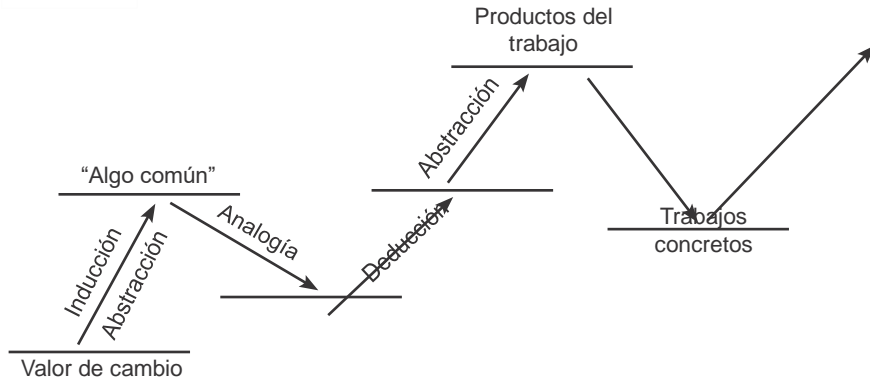 Productos del
trabajo
Abstracción
“Algo común”
Analogía
Deducción
Trabajos
concretos
Inducción
Abstracción
Valor de cambio